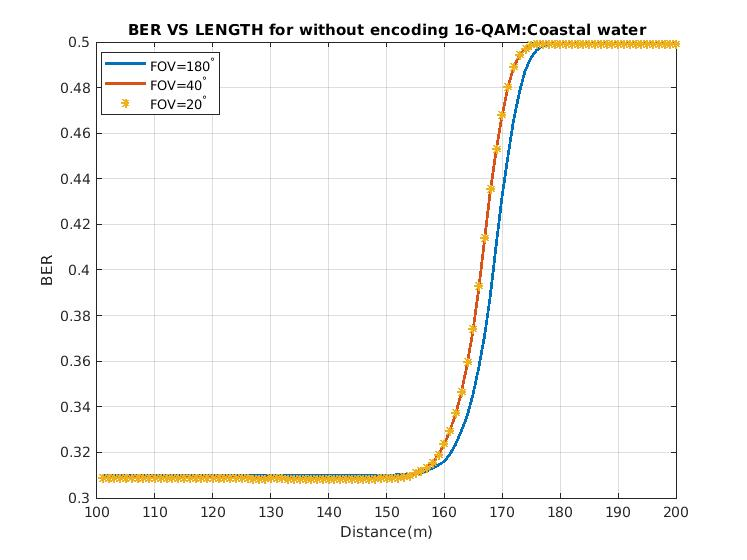 BER VS LENGTH for without encoding 16-QAM:Coastal water
0.5
0.48
0.46
0.44
0.42
0.4
0.38
0.36
0.34
0.32
0.3
BER
FOV=180°
FOV=40°
FOV=20°
100 110 120 130 140 150 160 170 180 190 200
Distance(m)